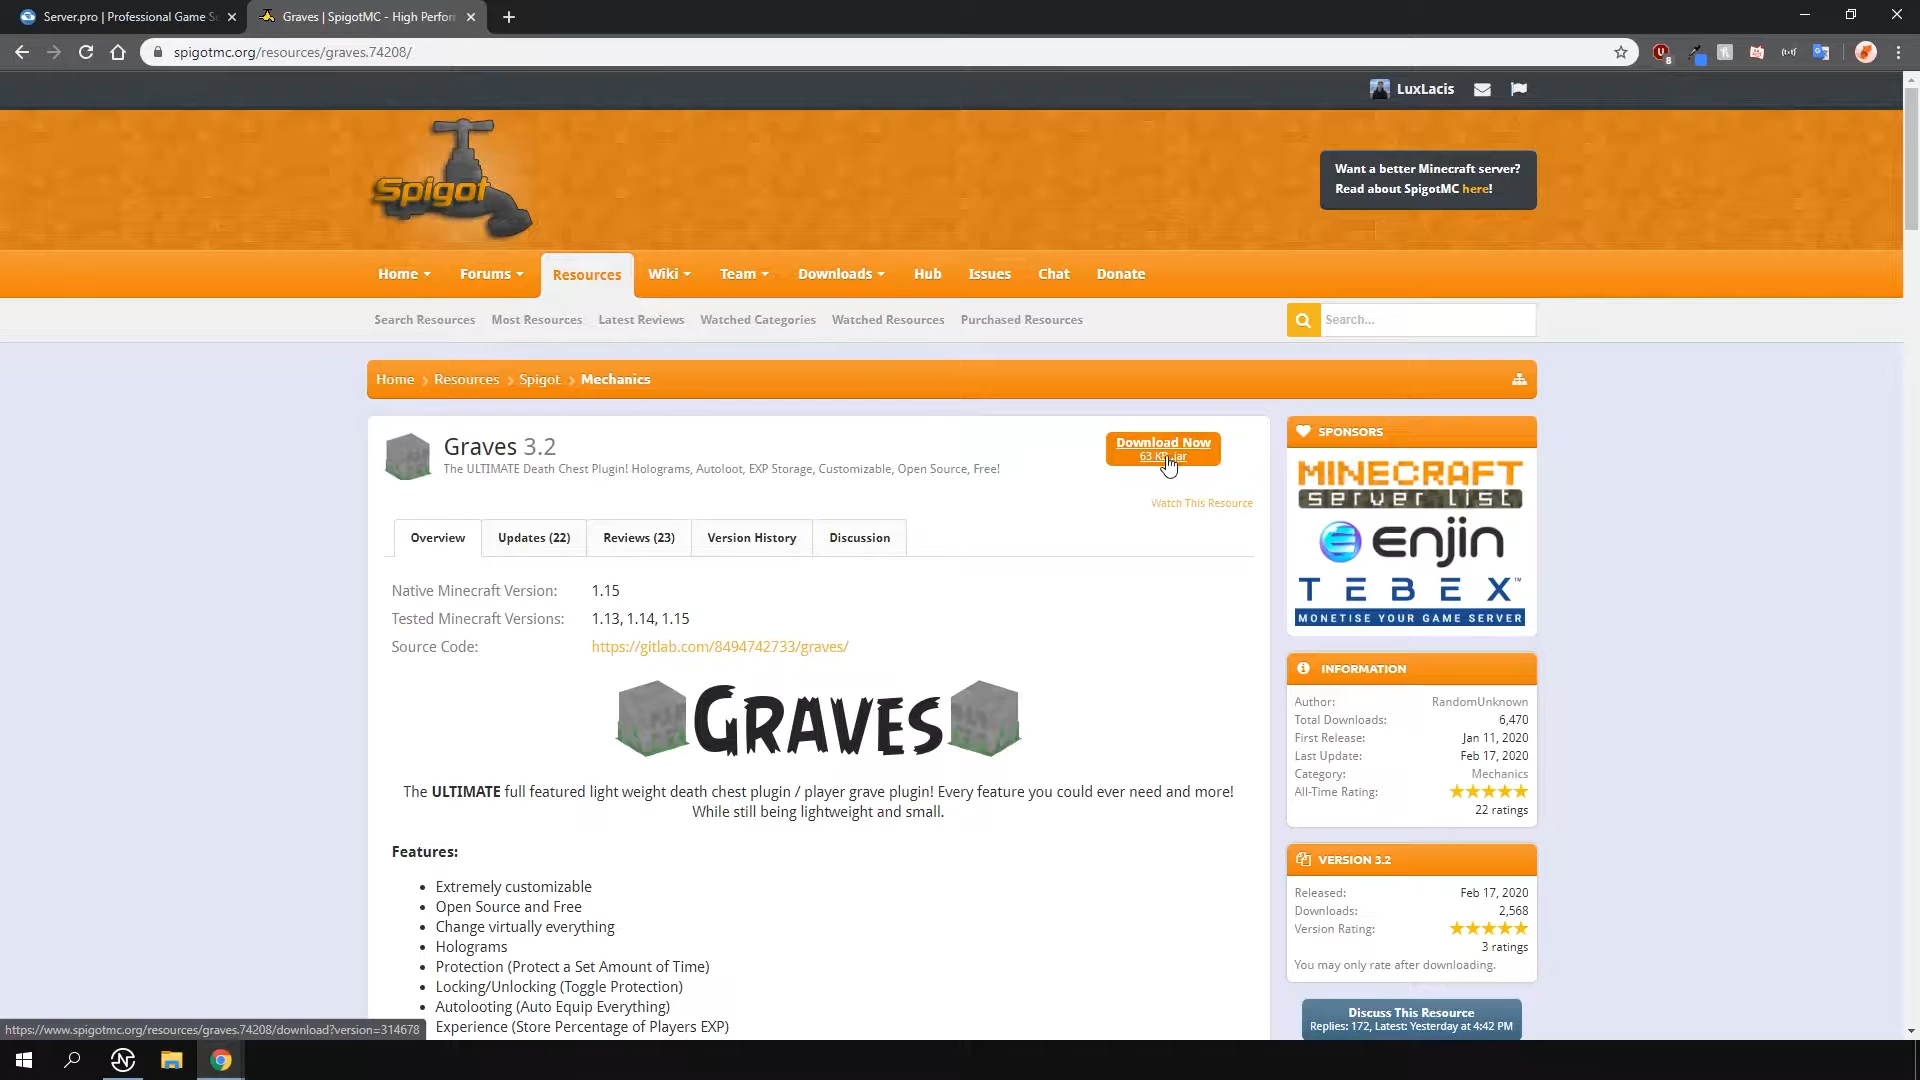 Server.pro | Professional Game S
Graves | SpigotMC - High Perfor
spigotmc.org/resources/graves.74208/
8
LuxLacis
Spigot
Want a better Minecraft server?
Read about SpigotMC here!
Home
Forums
Resources
Wiki
Team
Downloads
Hub
Issues
Chat
Donate
Search Resources
Most Resources
Latest Reviews
Watched Categories
Watched Resources
Purchased Resources
Search...
Home
Resources
Spigot
Mechanics
Graves 3.2
The ULTIMATE Death Chest Plugin! Holograms, Autoloot, EXP Storage, Customizable, Open Source, Free!
Download Now
63 KB .jar
Watch This Resource
Overview
Updates (22)
Reviews (23)
Version History
Discussion
Native Minecraft Version: 1.15
Tested Minecraft Versions: 1.13, 1.14, 1.15
Source Code: https://gitlab.com/8494742733/graves/
GRAVES
The ULTIMATE full featured light weight death chest plugin / player grave plugin! Every feature you could ever need and more!
While still being lightweight and small.
Features:
• Extremely customizable
• Open Source and Free
• Change virtually everything
• Holograms
• Protection (Protect a Set Amount of Time)
• Locking/Unlocking (Toggle Protection)
• Autolooting (Auto Equip Everything)
Experience (Store Percentage of Players EXP)
SPONSORS
MINECRAFT
server list
enjin
TEBEX™
MONETISE YOUR GAME SERVER
INFORMATION
Author: RandomUnknown
Total Downloads: 6,470
First Release: Jan 11, 2020
Last Update: Feb 17, 2020
Category: Mechanics
All-Time Rating:
22 ratings
VERSION 3.2
Released: Feb 17, 2020
Downloads: 2,568
Version Rating:
3 ratings
You may only rate after downloading.
Discuss This Resource
Replies: 172, Latest: Yesterday at 4:42 PM
https://www.spigotmc.org/resources/graves.74208/download?version=314678